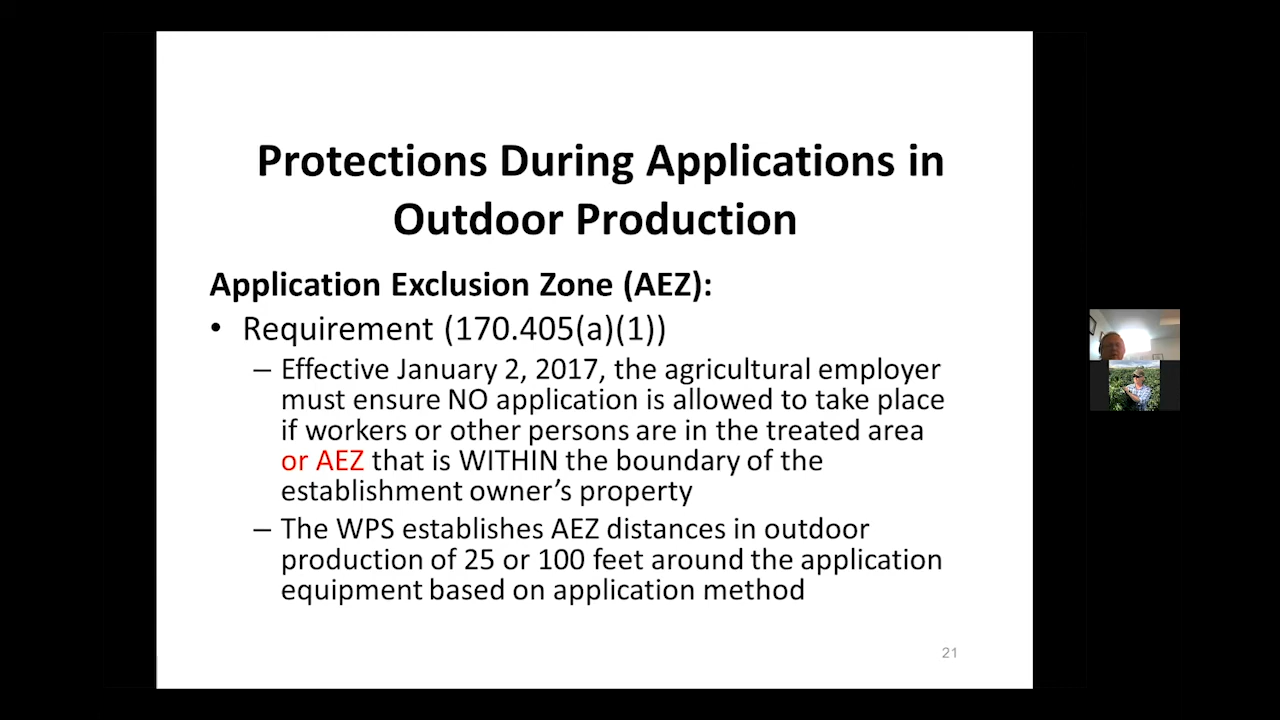 Protections During Applications in
Outdoor Production
Application Exclusion Zone (AEZ):
• Requirement (170.405(a)(1))
– Effective January 2, 2017, the agricultural employer
must ensure NO application is allowed to take place
if workers or other persons are in the treated area
or AEZ that is WITHIN the boundary of the
establishment owner’s property
– The WPS establishes AEZ distances in outdoor
production of 25 or 100 feet around the application
equipment based on application method
21